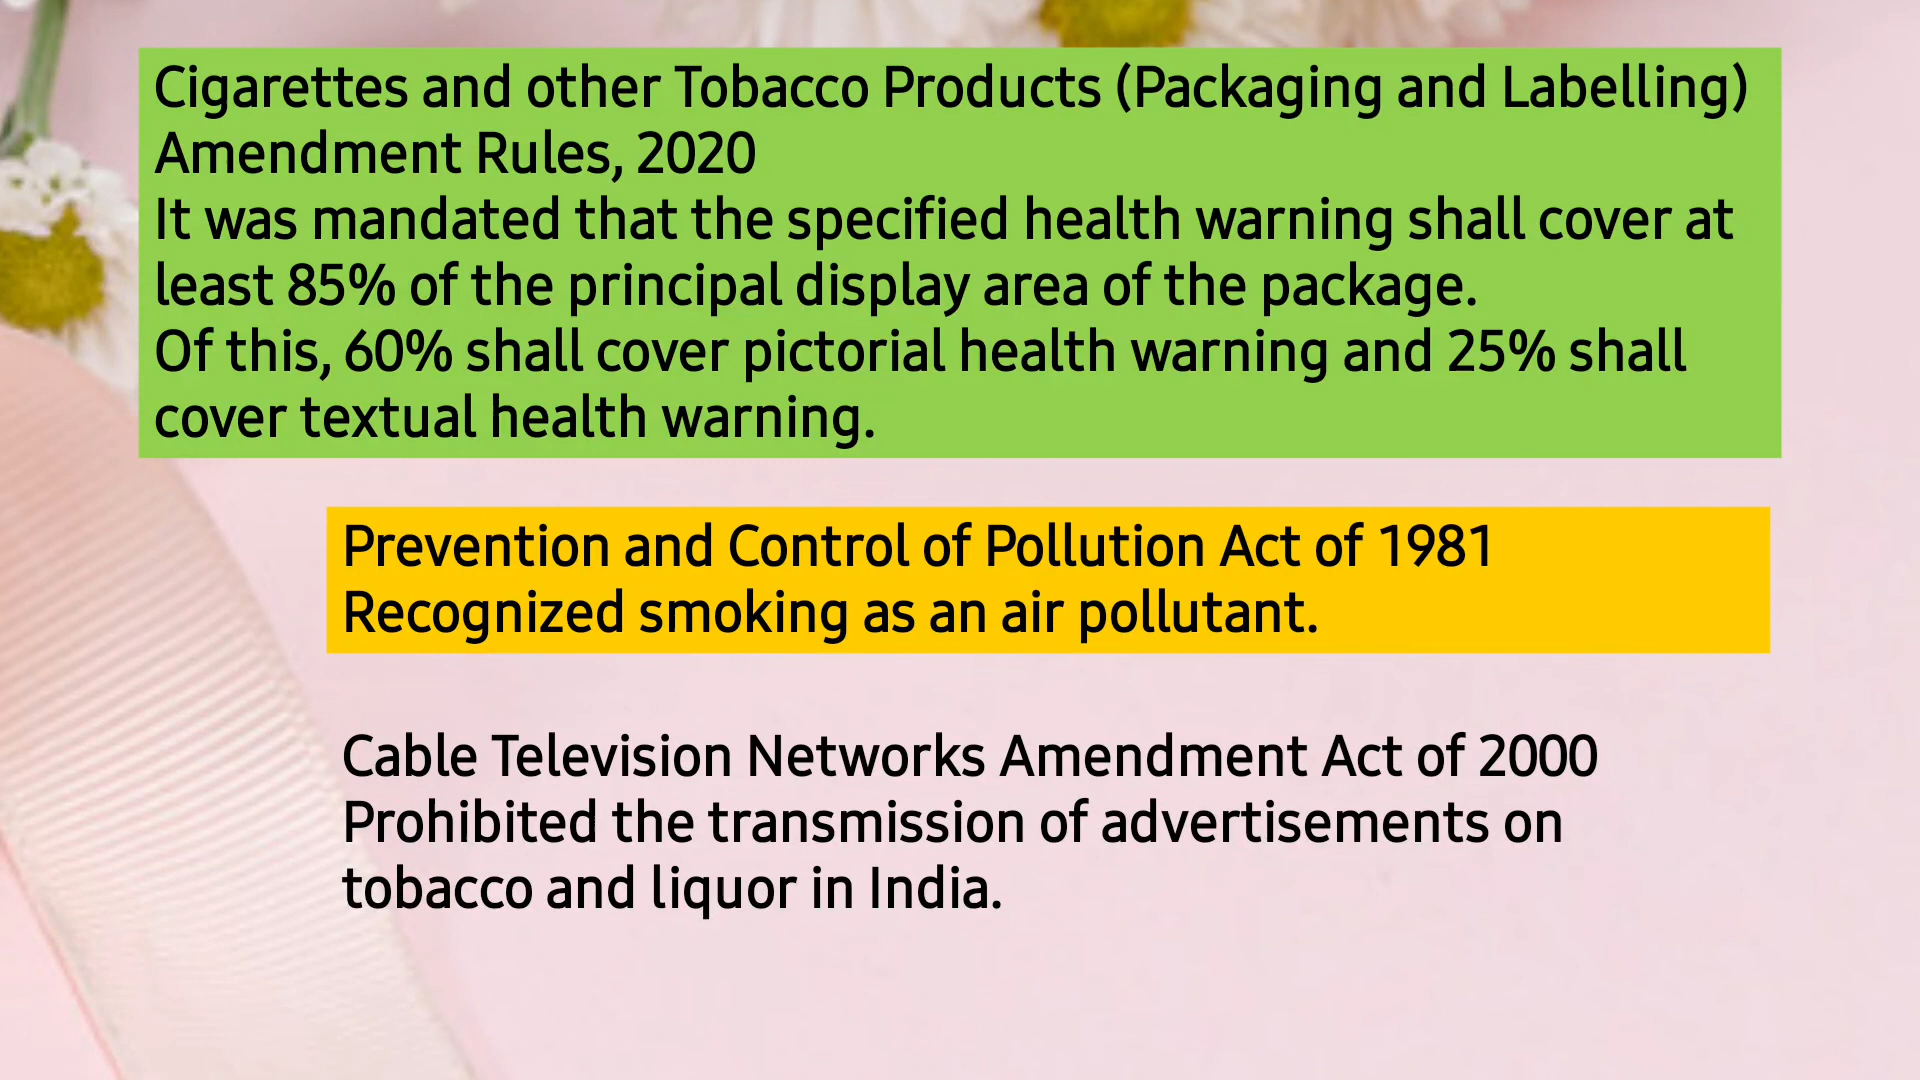 Cigarettes and other Tobacco Products (Packaging and Labelling)
Amendment Rules, 2020
It was mandated that the specified health warning shall cover at
least 85% of the principal display area of the package.
Of this, 60% shall cover pictorial health warning and 25% shall
cover textual health warning.
Prevention and Control of Pollution Act of 1981
Recognized smoking as an air pollutant.
Cable Television Networks Amendment Act of 2000
Prohibited the transmission of advertisements on
tobacco and liquor in India.